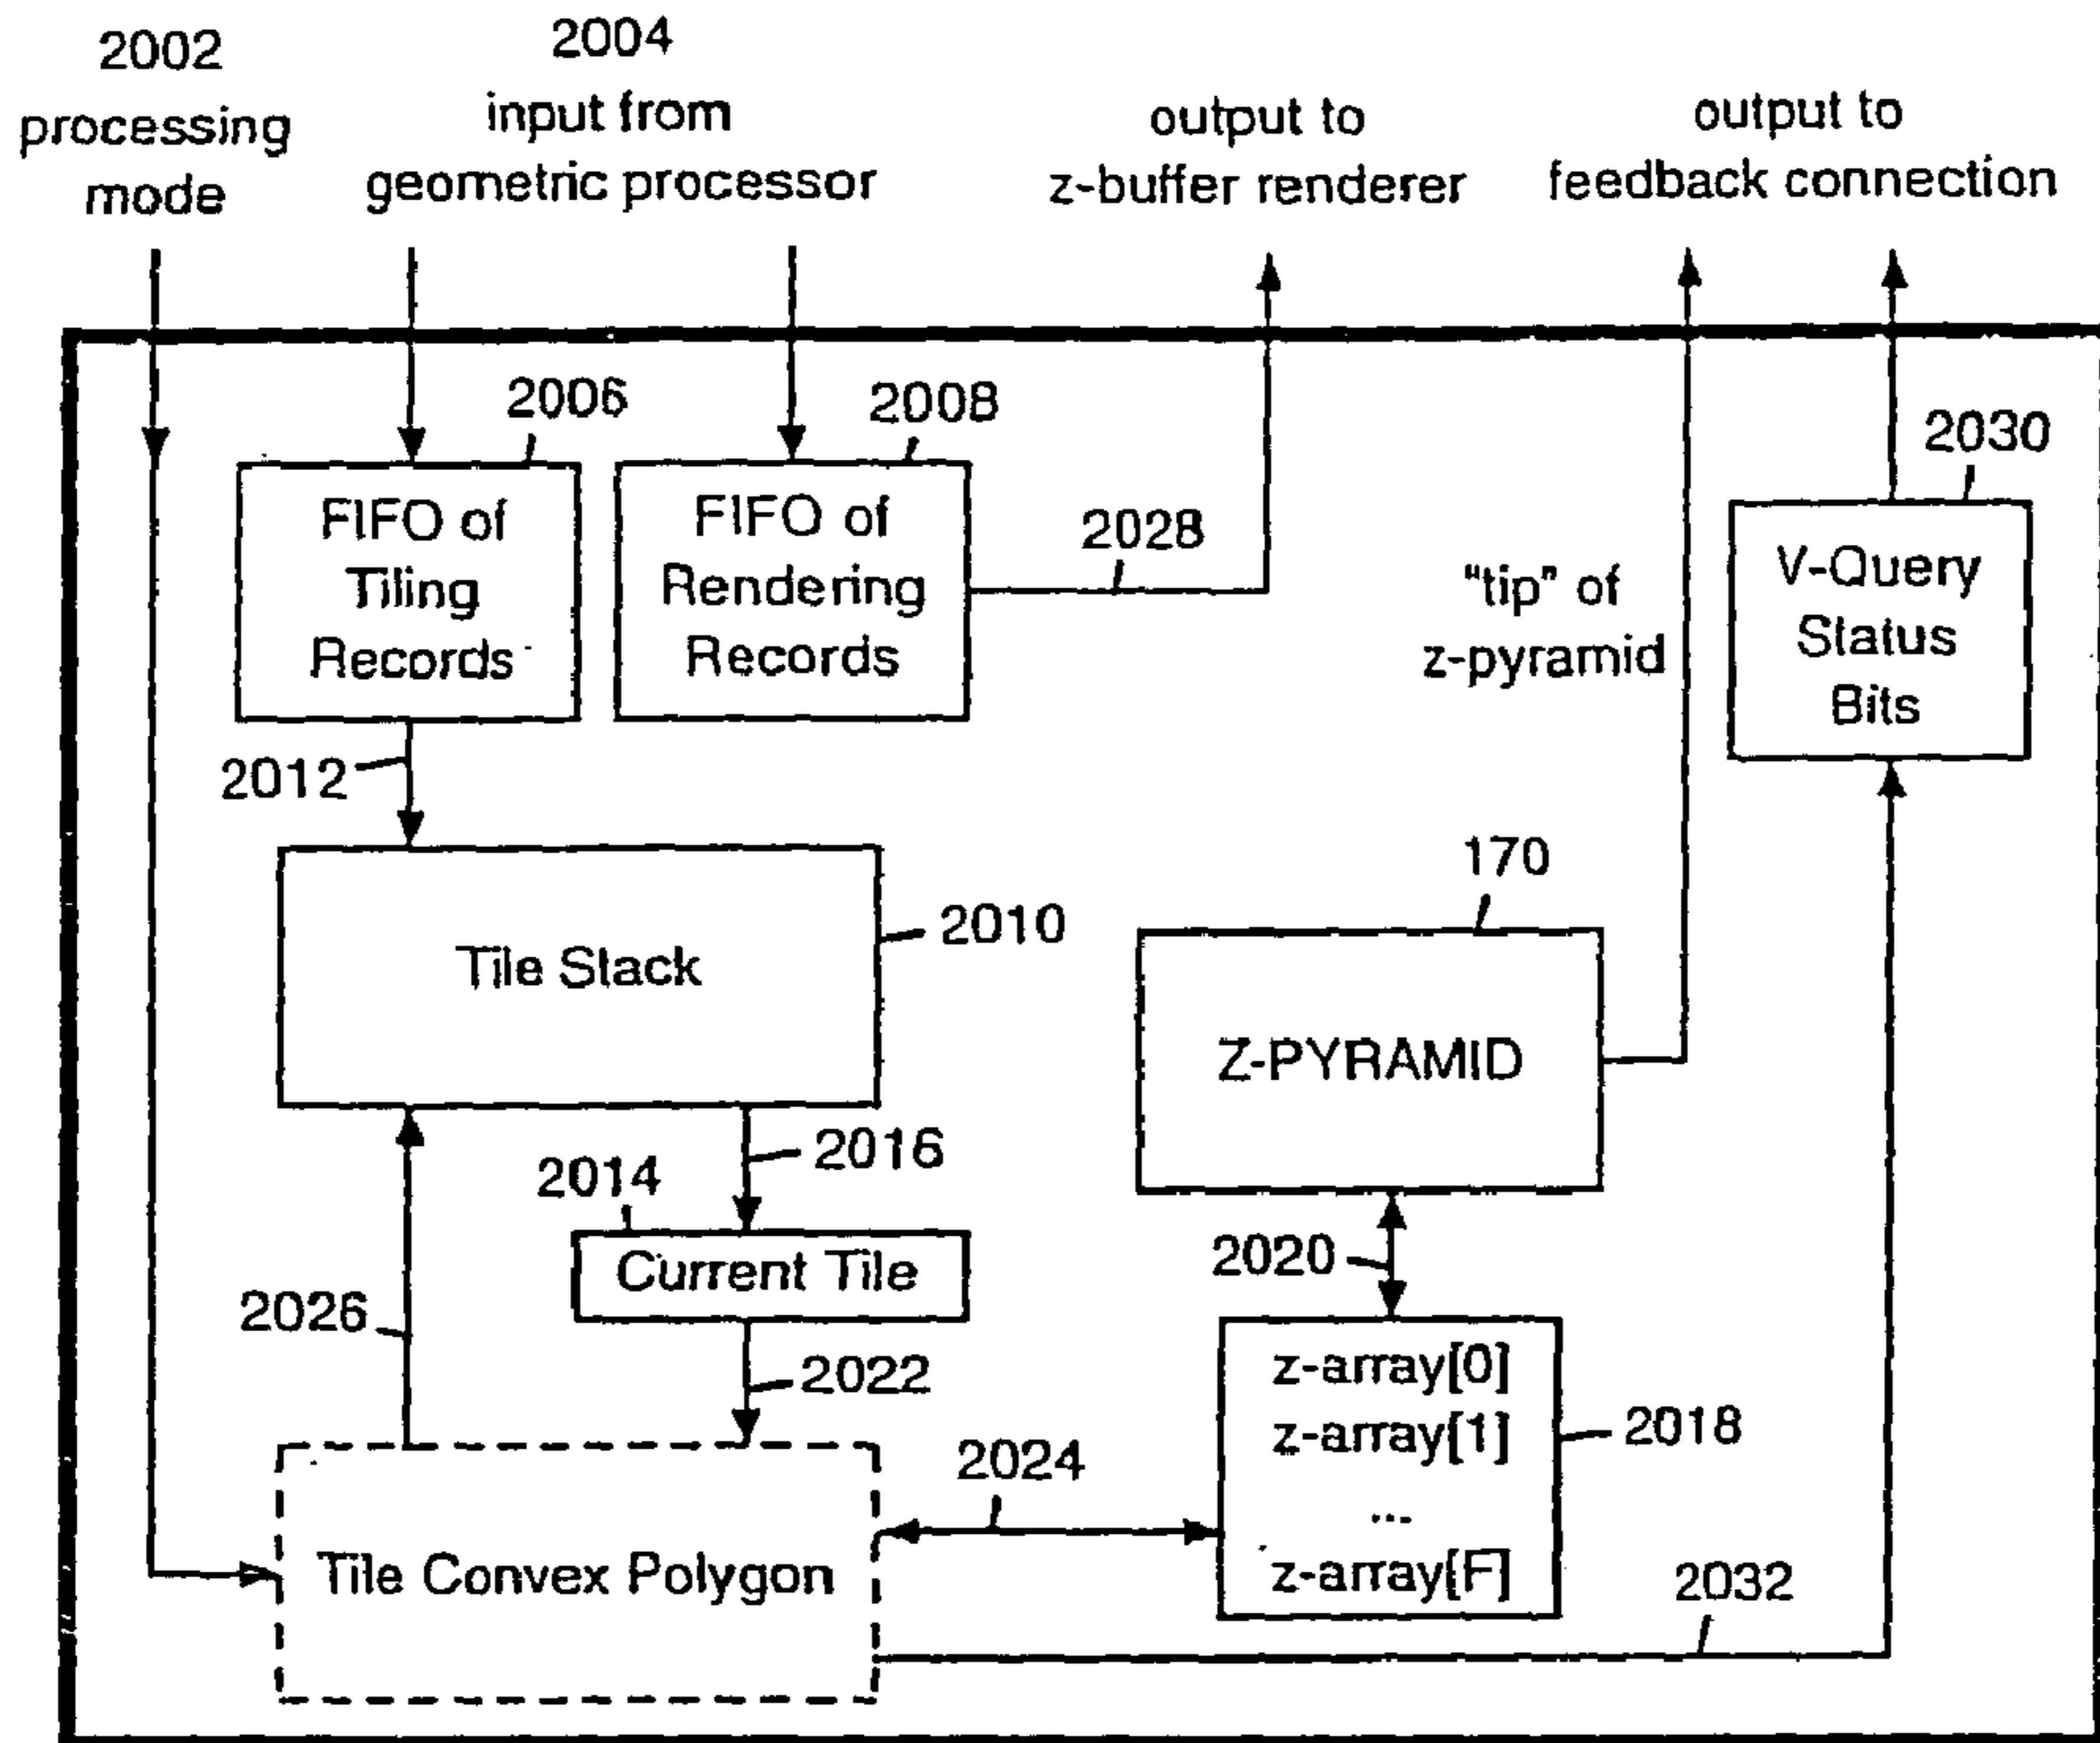 2002
processing
mode
2004
input from
geometric processor
output to
z-buffer renderer
output to
feedback connection
2006
FIFO of
Tiling
Records
2008
FIFO of
Rendering
Records
2028
"tip" of
z-pyramid
2030
V-Query
Status
Bits
2012
Tile Stack
2010
170
Z-PYRAMID
2016
2014
Current Tile
2020
2026
2022
z-array[0]
z-array[1]
...
z-array[F]
2018
2024
Tile Convex Polygon
2032